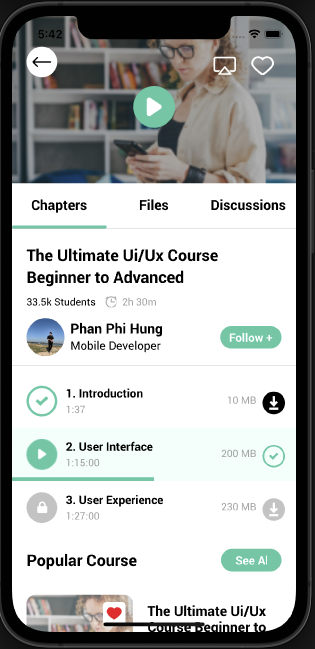 5:42
Chapters Files Discussions
The Ultimate Ui/Ux Course
Beginner to Advanced
33.5k Students 2h 30m
Phan Phi Hung
Mobile Developer
Follow +
1. Introduction
1:37
10 MB
2. User Interface
1:15:00
200 MB
3. User Experience
1:27:00
230 MB
Popular Course
See Al
The Ultimate Ui/Ux
Course Beginner to